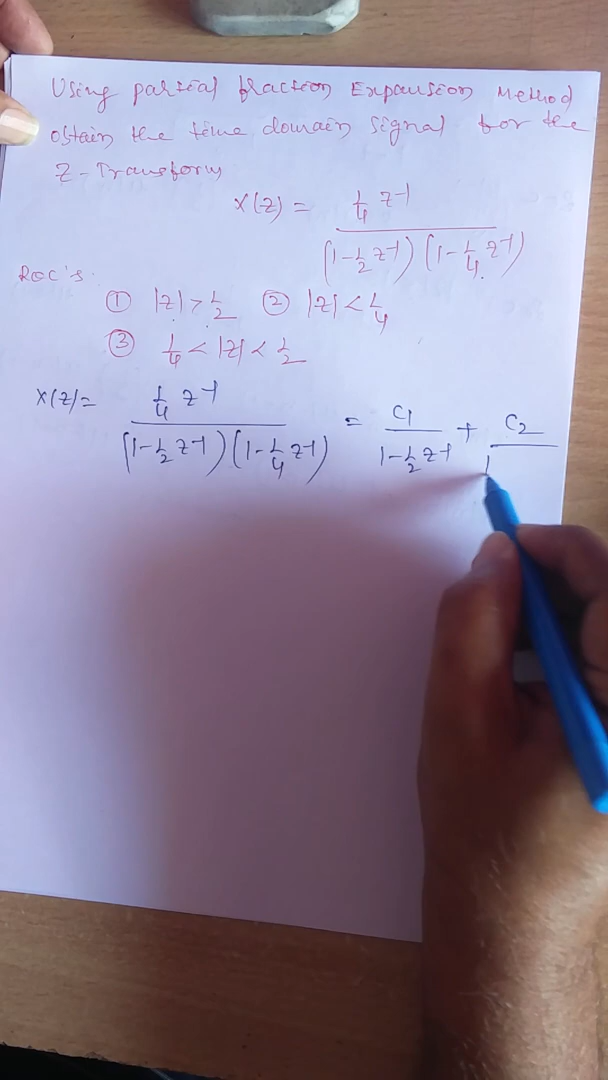 Using partial fraction Expansion Method
obtain the time domain signal for the
Z-Transform
X(z) = 1/4 z^-1 / (1-1/2 z^-1) (1-1/4 z^-1)
ROC's:
① |z| > 1/2 ② |z| < 1/4
③ 1/4 < |z| < 1/2
X(z) = 1/4 z^-1 / (1-1/2 z^-1) (1-1/4 z^-1) = C1 / 1-1/2 z^-1 + C2 / 1